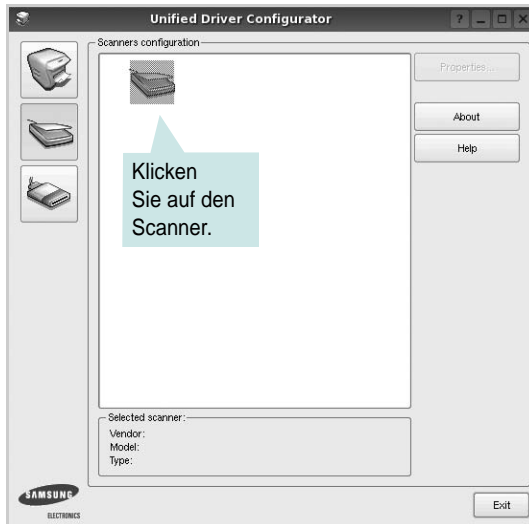 Unified Driver Configurator
Scanners configuration
Properties...
About
Help
Klicken
Sie auf den
Scanner.
Selected scanner:
Vendor:
Model:
Type:
SAMSUNG
ELECTRONICS
Exit